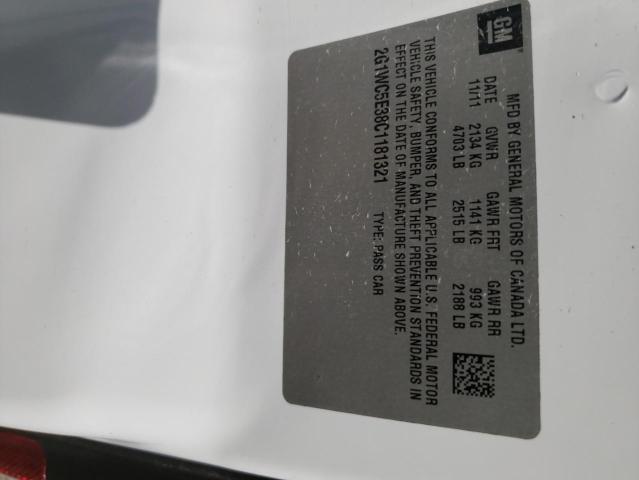 GM
MFD BY GENERAL MOTORS OF CANADA LTD.
DATE GVWR GAWR FRT GAWR RR
11/11 2134 KG 1141 KG 993 KG
4703 LB 2515 LB 2188 LB
THIS VEHICLE CONFORMS TO ALL APPLICABLE U.S. FEDERAL MOTOR
VEHICLE SAFETY, BUMPER, AND THEFT PREVENTION STANDARDS IN
EFFECT ON THE DATE OF MANUFACTURE SHOWN ABOVE.
2G1WC5E38C1181321 TYPE: PASS CAR